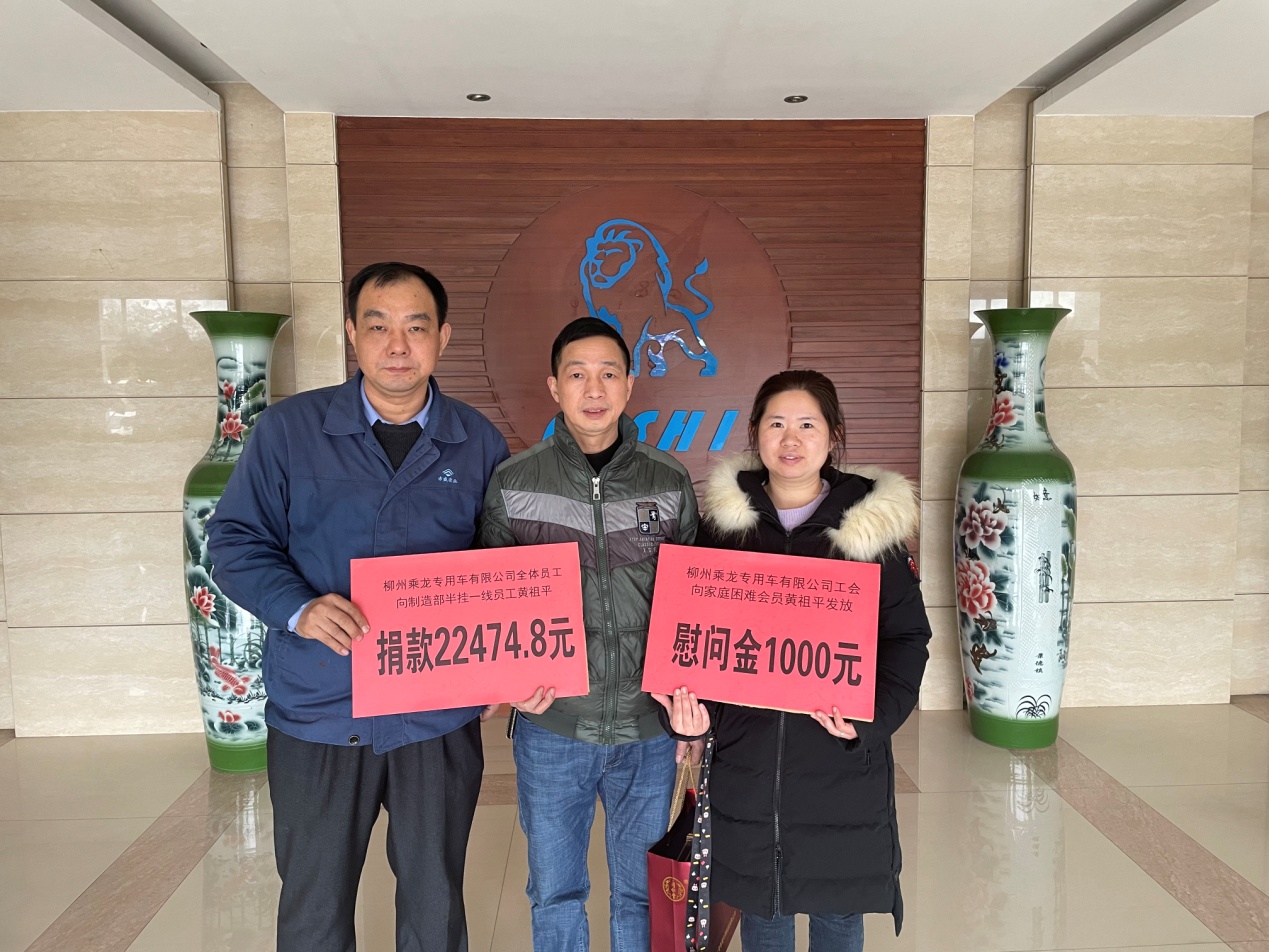 SHI
柳州乘龙专用车有限公司全体员工
向制造部半挂一线员工黄祖平
捐款22474.8元
柳州乘龙专用车有限公司工会
向家庭困难会员黄祖平发放
慰问金1000元